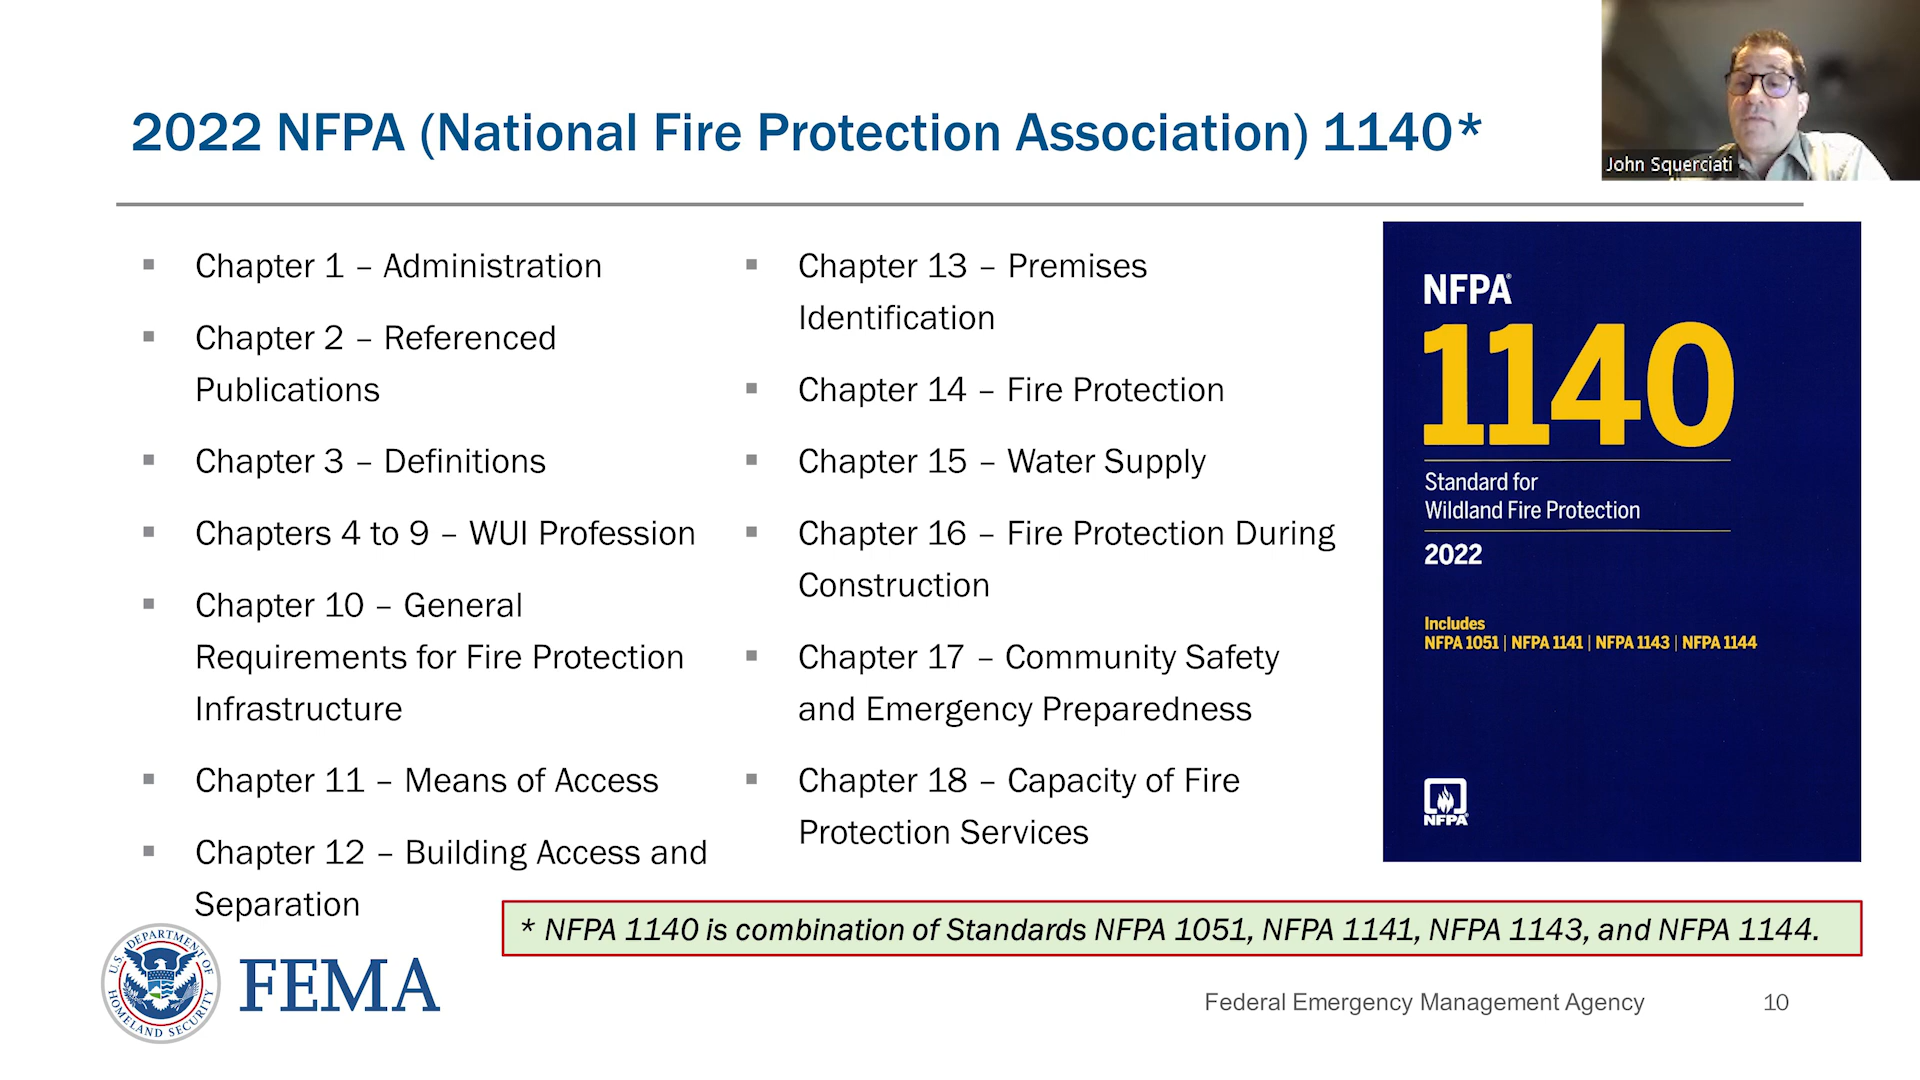 2022 NFPA (National Fire Protection Association) 1140*
John Squerciati
▪ Chapter 1 – Administration
▪ Chapter 2 – Referenced
Publications
▪ Chapter 3 – Definitions
▪ Chapters 4 to 9 – WUI Profession
▪ Chapter 10 – General
Requirements for Fire Protection
Infrastructure
▪ Chapter 11 – Means of Access
▪ Chapter 12 – Building Access and
Separation
▪ Chapter 13 – Premises
Identification
▪ Chapter 14 – Fire Protection
▪ Chapter 15 – Water Supply
▪ Chapter 16 – Fire Protection During
Construction
▪ Chapter 17 – Community Safety
and Emergency Preparedness
▪ Chapter 18 – Capacity of Fire
Protection Services
NFPA®
1140
Standard for
Wildland Fire Protection
2022
Includes
NFPA 1051 | NFPA 1141 | NFPA 1143 | NFPA 1144
NFPA®
* NFPA 1140 is combination of Standards NFPA 1051, NFPA 1141, NFPA 1143, and NFPA 1144.
U.S. DEPARTMENT OF
HOMELAND SECURITY
FEMA
Federal Emergency Management Agency
10